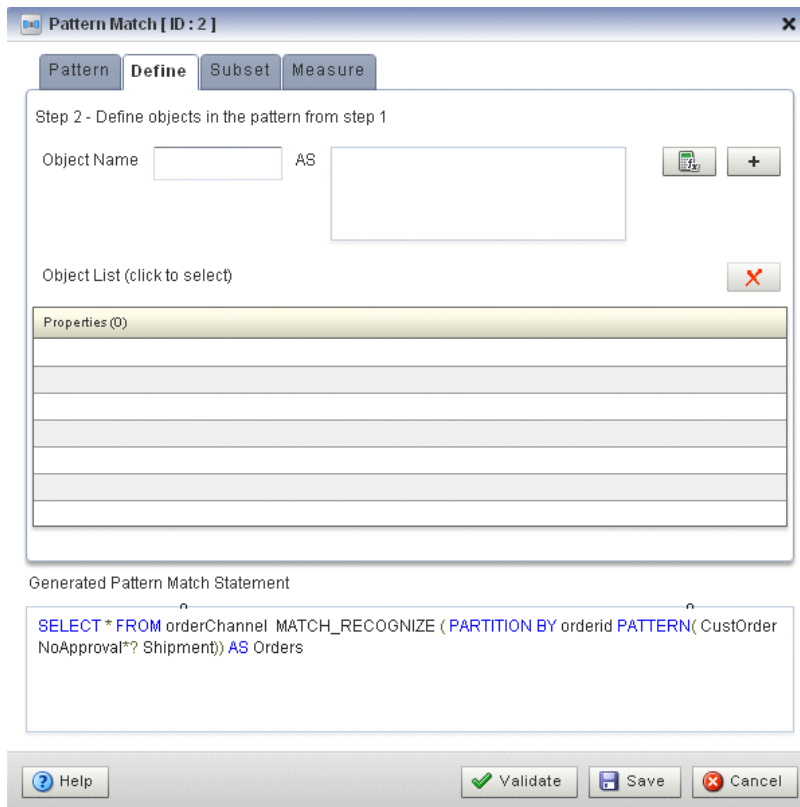 Pattern Match [ ID : 2 ]
Pattern Define Subset Measure
Step 2 - Define objects in the pattern from step 1
Object Name AS +
Object List (click to select)
Properties (0)
Generated Pattern Match Statement
SELECT * FROM orderChannel MATCH_RECOGNIZE ( PARTITION BY orderid PATTERN( CustOrder
NoApproval*? Shipment)) AS Orders
Help Validate Save Cancel